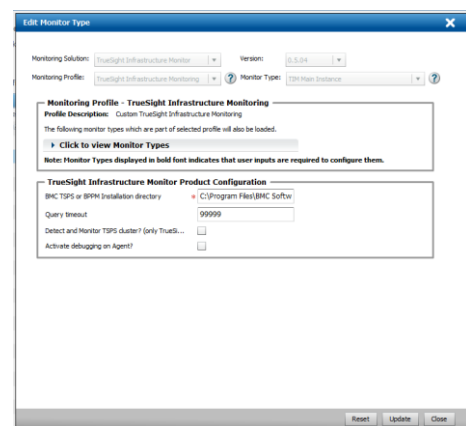 Edit Monitor Type
Monitoring Solution: TrueSight Infrastructure Monitor Version: 0.5.04
Monitoring Profile: TrueSight Infrastructure Monitoring ? Monitor Type: TIM Main Instance ?
Monitoring Profile - TrueSight Infrastructure Monitoring
Profile Description: Custom TrueSight Infrastructure Monitoring
The following monitor types which are part of selected profile will also be loaded.
Click to view Monitor Types
Note: Monitor Types displayed in bold font indicates that user inputs are required to configure them.
TrueSight Infrastructure Monitor Product Configuration
BMC TSPS or BPPM Installation directory * C:\Program Files\BMC Softw
Query timeout 99999
Detect and Monitor TSPS cluster? (only TrueSi...
Activate debugging on Agent?
Reset Update Close